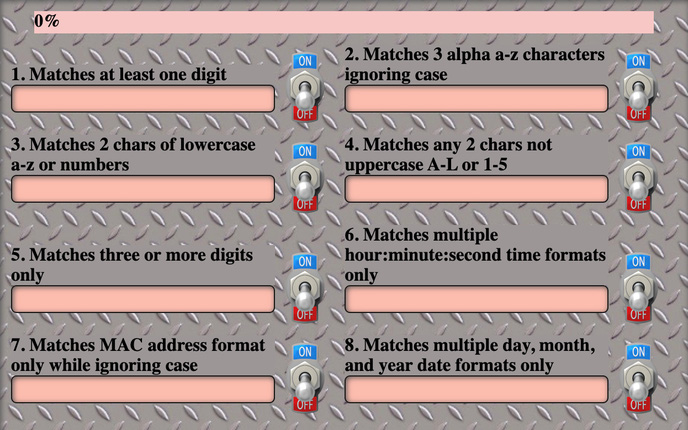 0%
1. Matches at least one digit
ON
OFF
2. Matches 3 alpha a-z characters
ignoring case
ON
OFF
3. Matches 2 chars of lowercase
a-z or numbers
ON
OFF
4. Matches any 2 chars not
uppercase A-L or 1-5
ON
OFF
5. Matches three or more digits
only
ON
OFF
6. Matches multiple
hour:minute:second time formats
only
ON
OFF
7. Matches MAC address format
only while ignoring case
ON
OFF
8. Matches multiple day, month,
and year date formats only
ON
OFF